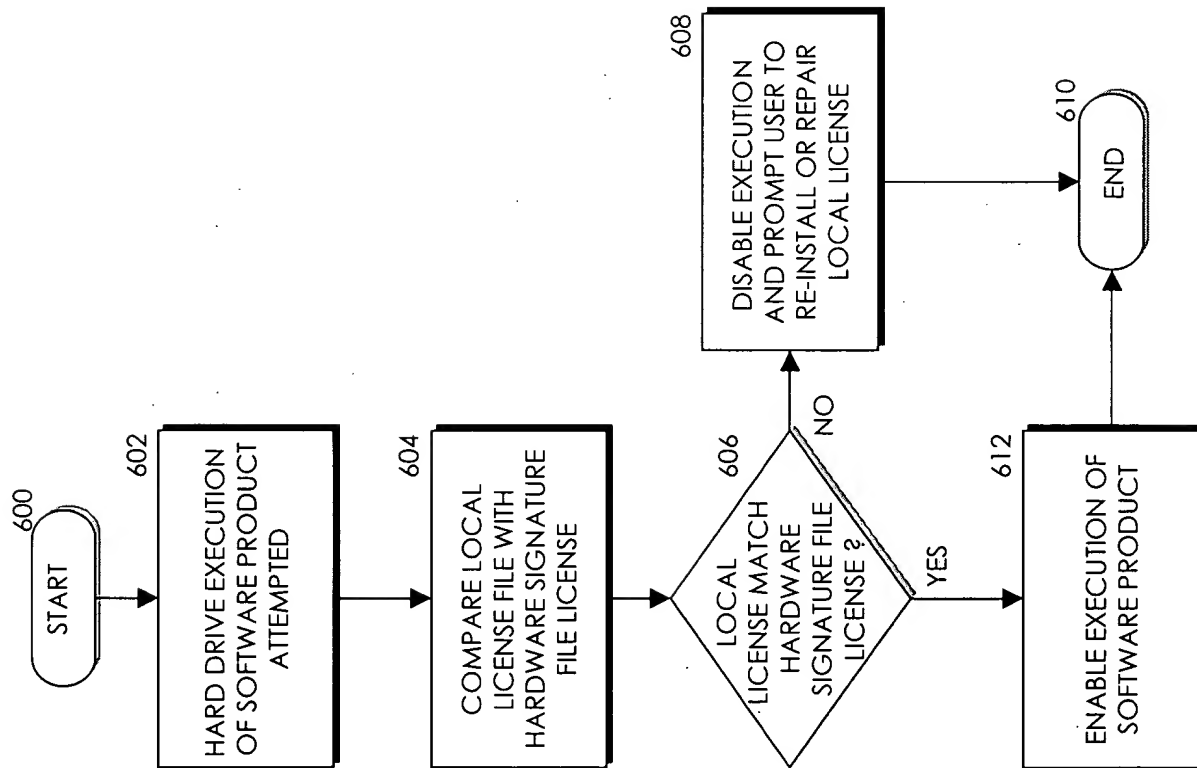 600
START
602
HARD DRIVE EXECUTION
OF SOFTWARE PRODUCT
ATTEMPTED
604
COMPARE LOCAL
LICENSE FILE WITH
HARDWARE SIGNATURE
FILE LICENSE
606
LOCAL
LICENSE MATCH
HARDWARE
SIGNATURE FILE
LICENSE ?
NO
YES
608
DISABLE EXECUTION
AND PROMPT USER TO
RE-INSTALL OR REPAIR
LOCAL LICENSE
612
ENABLE EXECUTION OF
SOFTWARE PRODUCT
610
END